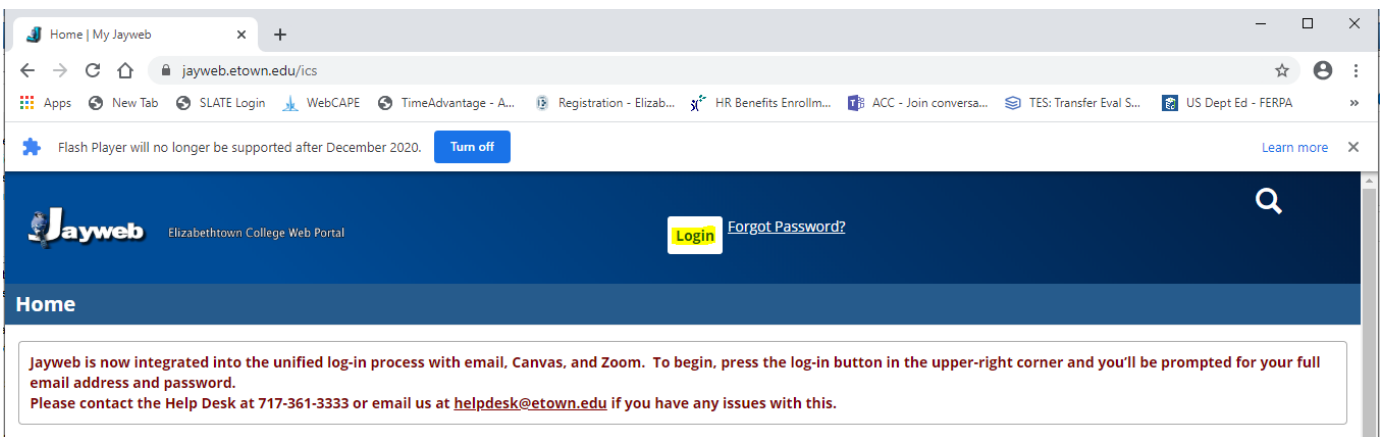 Home | My Jayweb
jayweb.etown.edu/ics
Apps New Tab SLATE Login WebCAPE TimeAdvantage - A... Registration - Elizab... HR Benefits Enrollm... ACC - Join conversa... TES: Transfer Eval S... US Dept Ed - FERPA »
Flash Player will no longer be supported after December 2020. Turn off Learn more
Jayweb Elizabethtown College Web Portal Login Forgot Password?
Home
Jayweb is now integrated into the unified log-in process with email, Canvas, and Zoom. To begin, press the log-in button in the upper-right corner and you’ll be prompted for your full
email address and password.
Please contact the Help Desk at 717-361-3333 or email us at helpdesk@etown.edu if you have any issues with this.